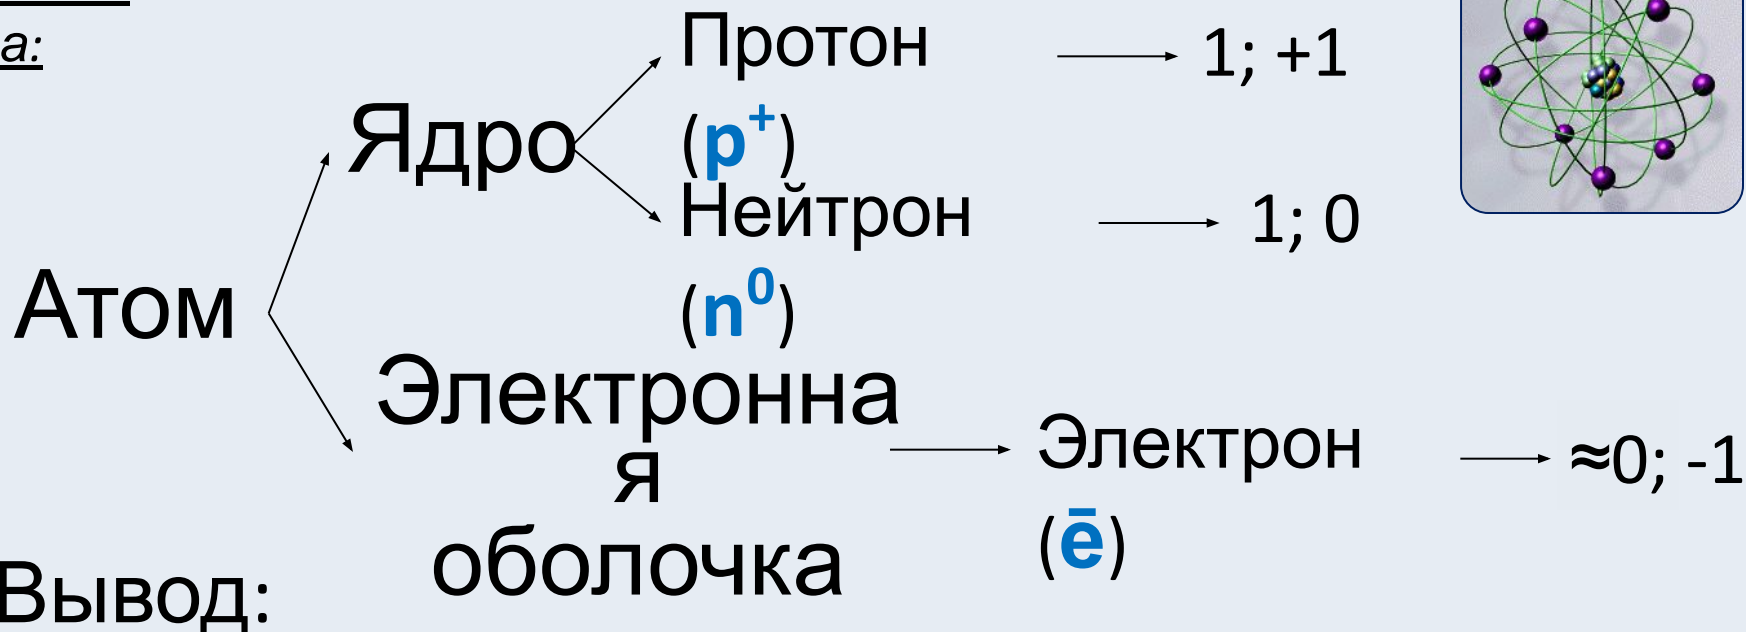 а:
Протон
(p⁺)
1; +1
Ядро
Нейтрон
(n⁰)
1; 0
Атом
Электронна
я
оболочка
Электрон
(ē)
≈0; -1
Вывод: